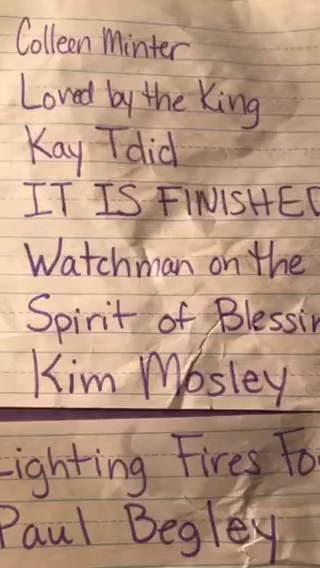 Colleen Minter
Loved by the King
Kay Tdid
IT IS FINISHED
Watchman on the
Spirit of Blessin
Kim Mosley
Lighting Fires Fo
Paul Begley